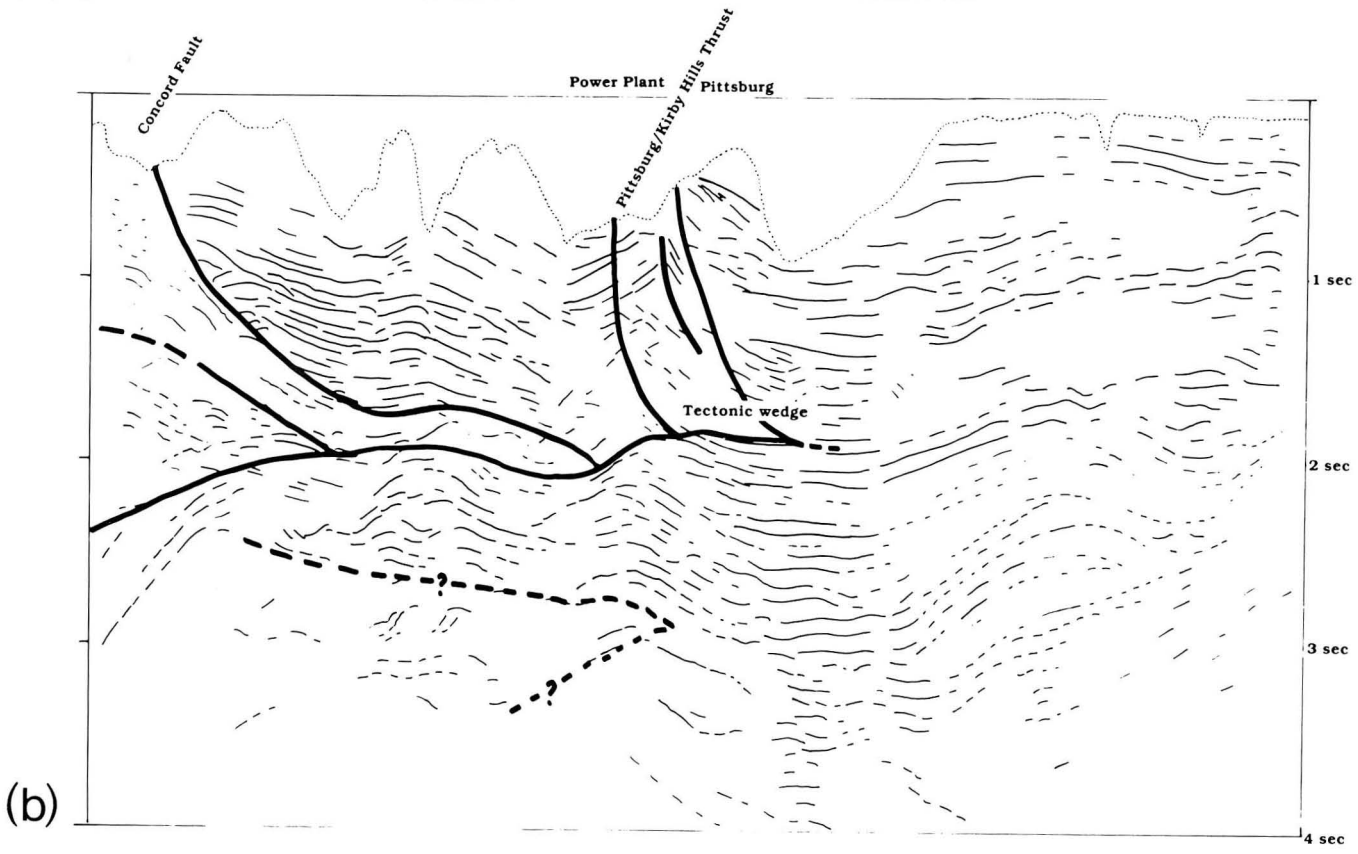 Concord Fault
Power Plant
Pittsburg/Kirby Hills Thrust
Pittsburg
1 sec
Tectonic wedge
2 sec
?
3 sec
?
(b)
4 sec